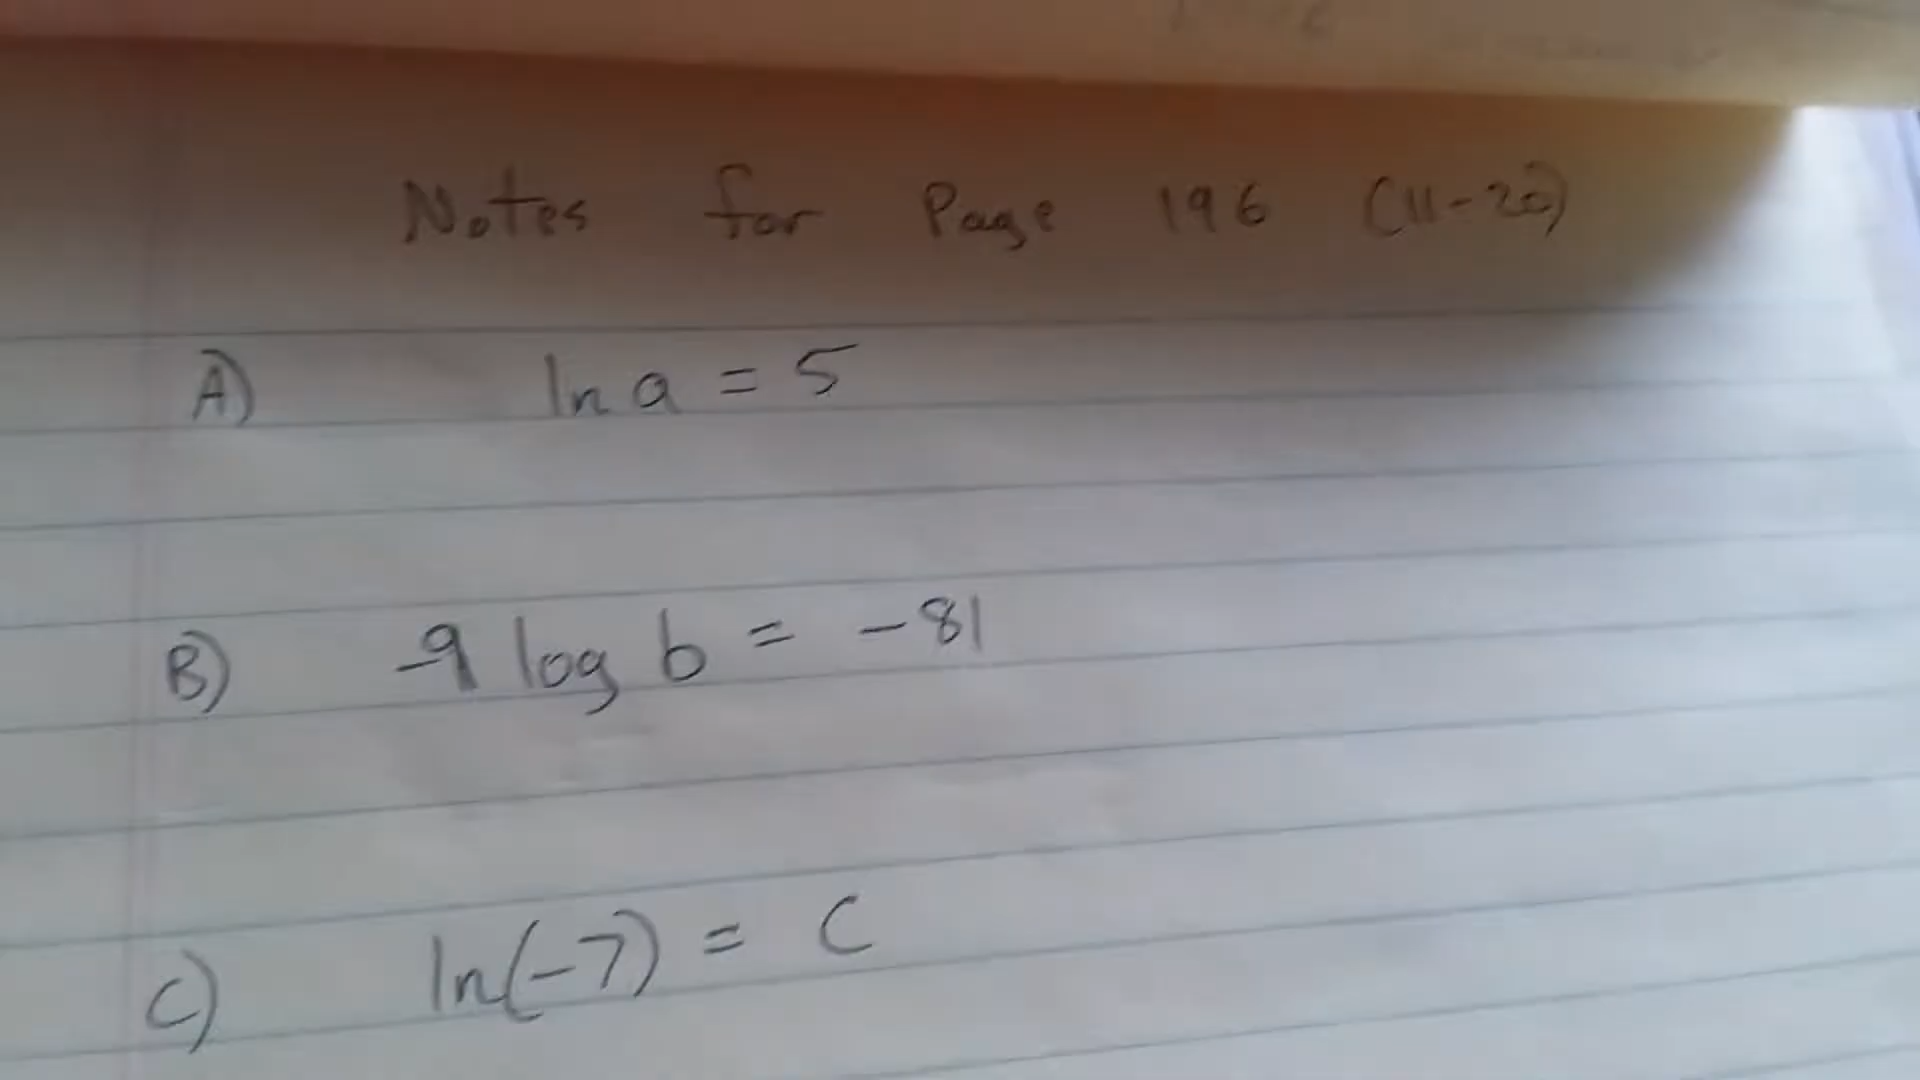 Notes for Page 196 (11-20)
A) ln a = 5
B) -9 log b = -81
C) ln(-7) = C